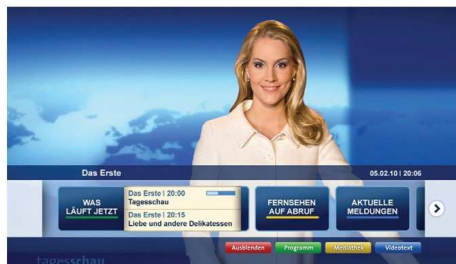 Das Erste
05.02.10 | 20:06
WAS
LÄUFT JETZT
Das Erste | 20:00
Tagesschau
Das Erste | 20:15
Liebe und andere Delikatessen
FERNSEHEN
AUF ABRUF
AKTUELLE
MELDUNGEN
Ausblenden
Programm
Mediathek
Videotext
tagesschau